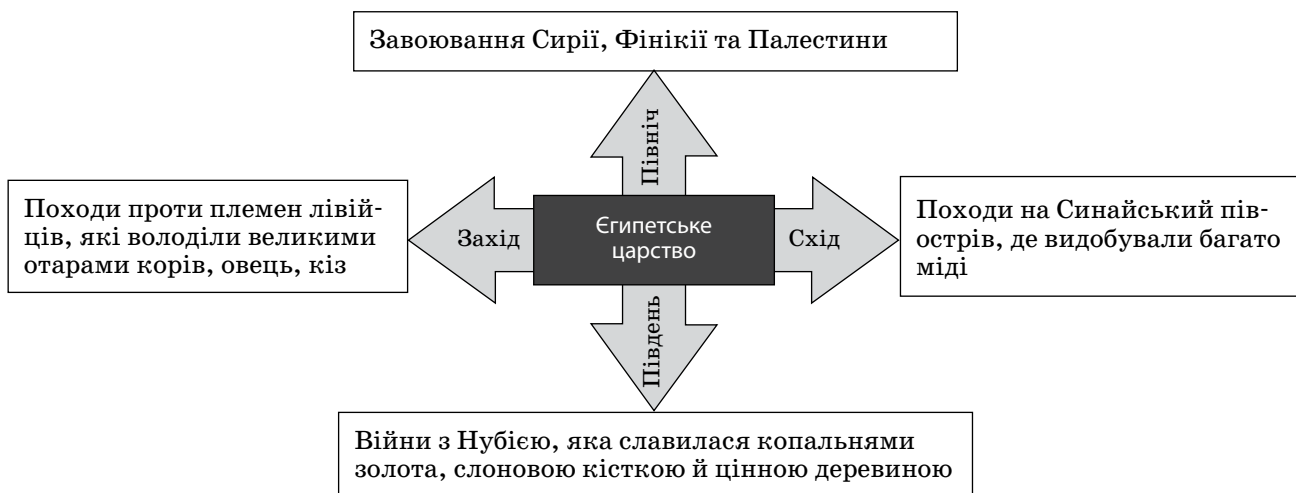 Завоювання Сирії, Фінікії та Палестини
Північ
Походи проти племен лівій-
ців, які володіли великими
отарами корів, овець, кіз
Захід
Єгипетське
царство
Схід
Походи на Синайський пів-
острів, де видобували багато
міді
Південь
Війни з Нубією, яка славилася копальнями
золота, слоновою кісткою й цінною деревиною